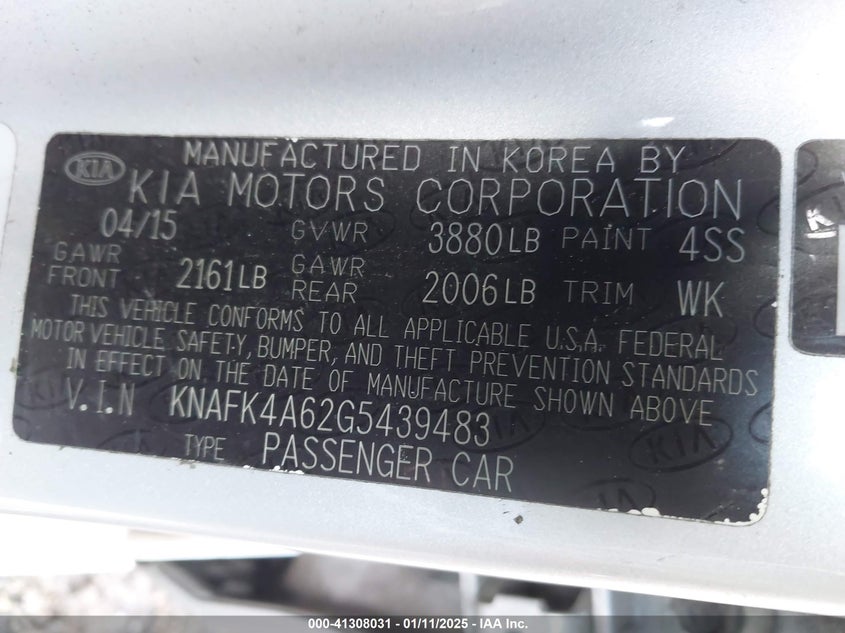 KIA
MANUFACTURED IN KOREA BY
KIA MOTORS CORPORATION
04/15 GVWR 3880LB PAINT 4SS
GAWR FRONT 2161LB GAWR REAR 2006LB TRIM WK
THIS VEHICLE CONFORMS TO ALL APPLICABLE U.S.A. FEDERAL
MOTOR VEHICLE SAFETY, BUMPER, AND THEFT PREVENTION STANDARDS
IN EFFECT ON THE DATE OF MANUFACTURE SHOWN ABOVE
V.I.N KNAFK4A62G5439483
TYPE PASSENGER CAR
000-41308031 - 01/11/2025 - IAA Inc.